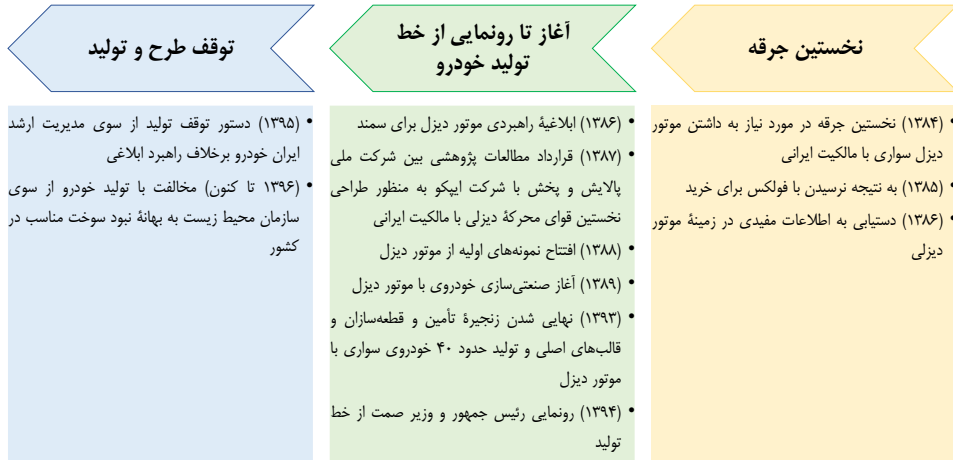 نخستین جرقه
• (۱۳۸۴) نخستین جرقه در مورد نیاز به داشتن موتور
دیزل سواری با مالکیت ایرانی
• (۱۳۸۵) به نتیجه نرسیدن با فولکس برای خرید
• (۱۳۸۶) دستیابی به اطلاعات مفیدی در زمینهٔ موتور
دیزلی
آغاز تا رونمایی از خط
تولید خودرو
• (۱۳۸۶) ابلاغیهٔ راهبردی موتور دیزل برای سمند
• (۱۳۸۷) قرارداد مطالعات پژوهشی بین شرکت ملی
پالایش و پخش با شرکت ایپکو به منظور طراحی
نخستین قوای محرکهٔ دیزلی با مالکیت ایرانی
• (۱۳۸۸) افتتاح نمونه‌های اولیه از موتور دیزل
• (۱۳۸۹) آغاز صنعتی‌سازی خودروی با موتور دیزل
• (۱۳۹۳) نهایی شدن زنجیرهٔ تأمین و قطعه‌سازان و
قالب‌های اصلی و تولید حدود ۴۰ خودروی سواری با
موتور دیزل
• (۱۳۹۴) رونمایی رئیس جمهور و وزیر صمت از خط
تولید
توقف طرح و تولید
• (۱۳۹۵) دستور توقف تولید از سوی مدیریت ارشد
ایران خودرو برخلاف راهبرد ابلاغی
• (۱۳۹۶ تا کنون) مخالفت با تولید خودرو از سوی
سازمان محیط زیست به بهانهٔ نبود سوخت مناسب در
کشور